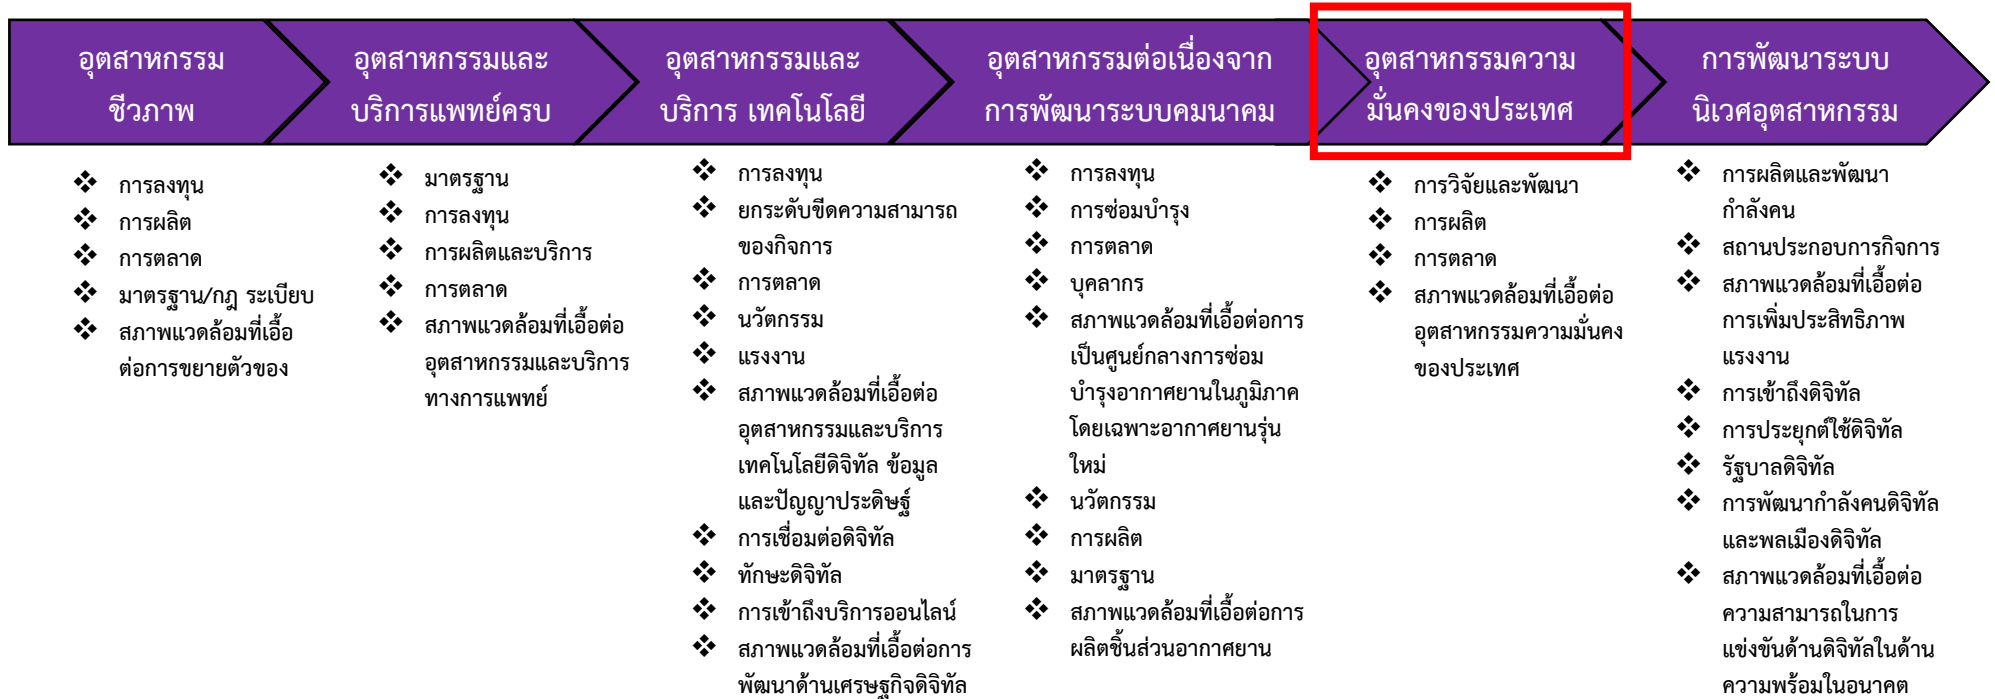 อุตสาหกรรม
ชีวภาพ
การลงทุน
การผลิต
การตลาด
มาตรฐาน/กฎ ระเบียบ
สภาพแวดล้อมที่เอื้อ
ต่อการขยายตัวของ
อุตสาหกรรมและ
บริการแพทย์ครบ
มาตรฐาน
การลงทุน
การผลิตและบริการ
การตลาด
สภาพแวดล้อมที่เอื้อต่อ
อุตสาหกรรมและบริการ
ทางการแพทย์
อุตสาหกรรมและ
บริการ เทคโนโลยี
การลงทุน
ยกระดับขีดความสามารถ
ของกิจการ
การตลาด
นวัตกรรม
แรงงาน
สภาพแวดล้อมที่เอื้อต่อ
อุตสาหกรรมและบริการ
เทคโนโลยีดิจิทัล ข้อมูล
และปัญญาประดิษฐ์
การเชื่อมต่อดิจิทัล
ทักษะดิจิทัล
การเข้าถึงบริการออนไลน์
สภาพแวดล้อมที่เอื้อต่อการ
พัฒนาด้านเศรษฐกิจดิจิทัล
อุตสาหกรรมต่อเนื่องจาก
การพัฒนาระบบคมนาคม
การลงทุน
การซ่อมบำรุง
การตลาด
บุคลากร
สภาพแวดล้อมที่เอื้อต่อการ
เป็นศูนย์กลางการซ่อม
บำรุงอากาศยานในภูมิภาค
โดยเฉพาะอากาศยานรุ่น
ใหม่
นวัตกรรม
การผลิต
มาตรฐาน
สภาพแวดล้อมที่เอื้อต่อการ
ผลิตชิ้นส่วนอากาศยาน
อุตสาหกรรมความ
มั่นคงของประเทศ
การวิจัยและพัฒนา
การผลิต
การตลาด
สภาพแวดล้อมที่เอื้อต่อ
อุตสาหกรรมความมั่นคง
ของประเทศ
การพัฒนาระบบ
นิเวศอุตสาหกรรม
การผลิตและพัฒนา
กำลังคน
สถานประกอบการกิจการ
สภาพแวดล้อมที่เอื้อต่อ
การเพิ่มประสิทธิภาพ
แรงงาน
การเข้าถึงดิจิทัล
การประยุกต์ใช้ดิจิทัล
รัฐบาลดิจิทัล
การพัฒนากำลังคนดิจิทัล
และพลเมืองดิจิทัล
สภาพแวดล้อมที่เอื้อต่อ
ความสามารถในการ
แข่งขันด้านดิจิทัลในด้าน
ความพร้อมในอนาคต